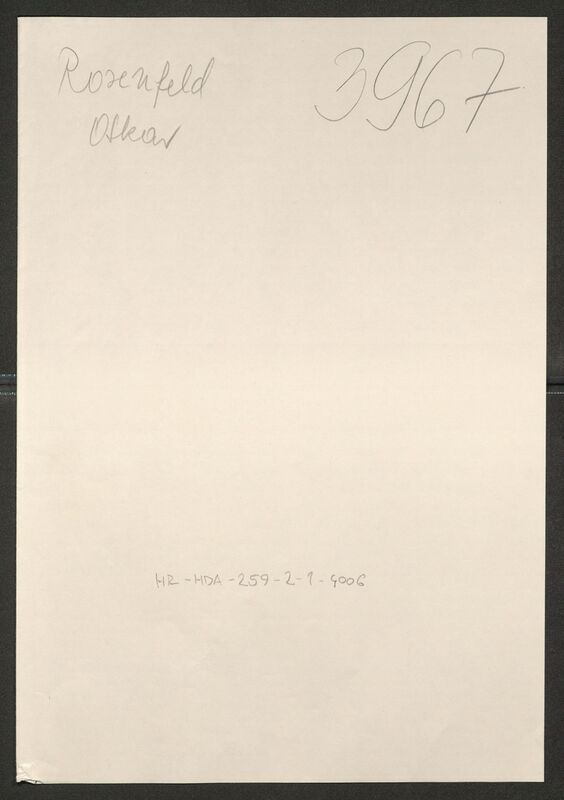 Rosenfeld
Oskar
3967
HR-HDA-259-2-1-4006